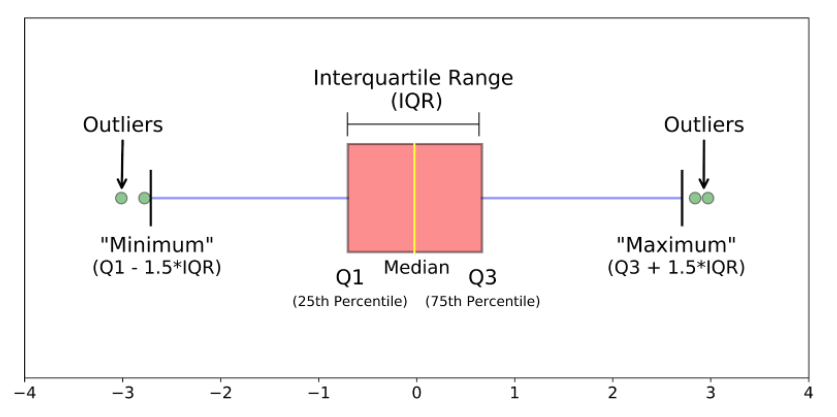 Interquartile Range
(IQR)
Outliers
Outliers
"Minimum"
(Q1 - 1.5*IQR)
"Maximum"
(Q3 + 1.5*IQR)
Q1
Median
Q3
(25th Percentile)
(75th Percentile)
−4 −3 −2 −1 0 1 2 3 4